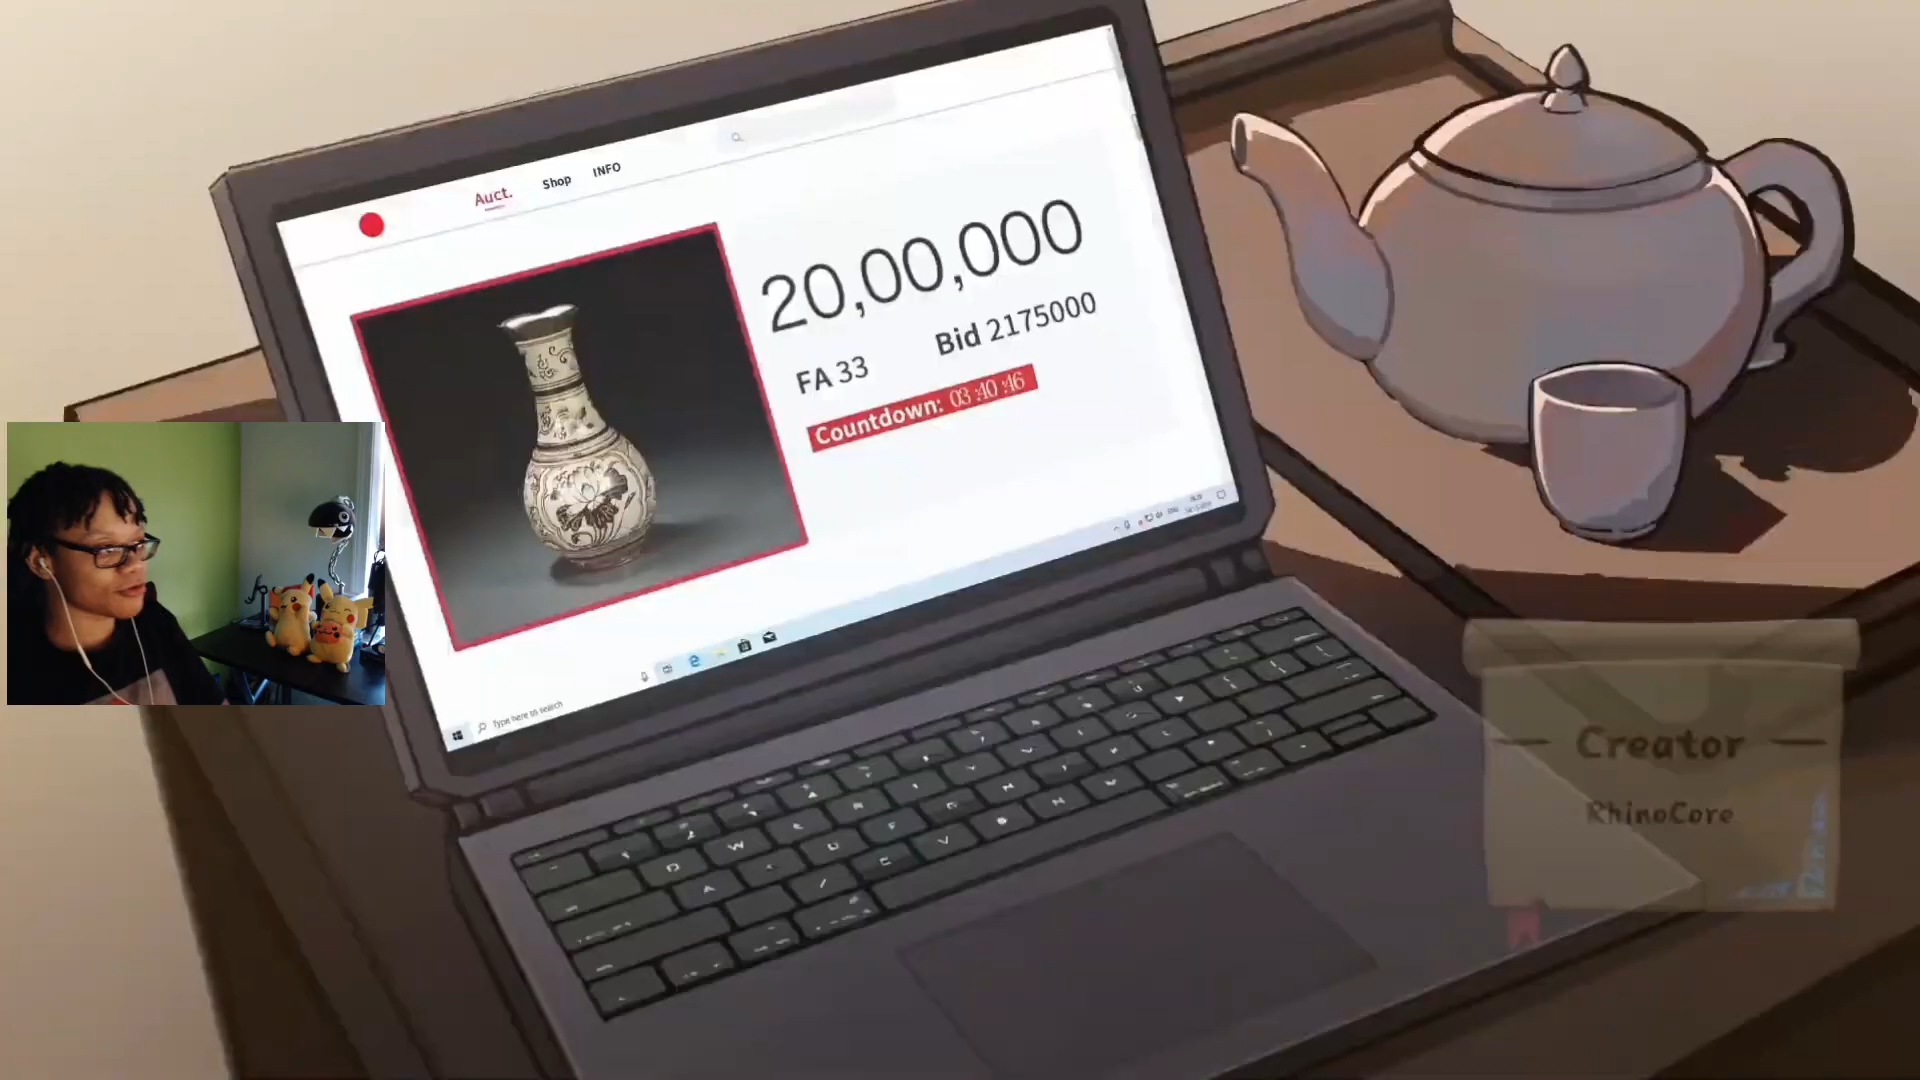 Auct. Shop INFO
20,00,000
FA 33 Bid 2175000
Countdown: 03 :40 :46
Type here to search
Creator
RhinoCore